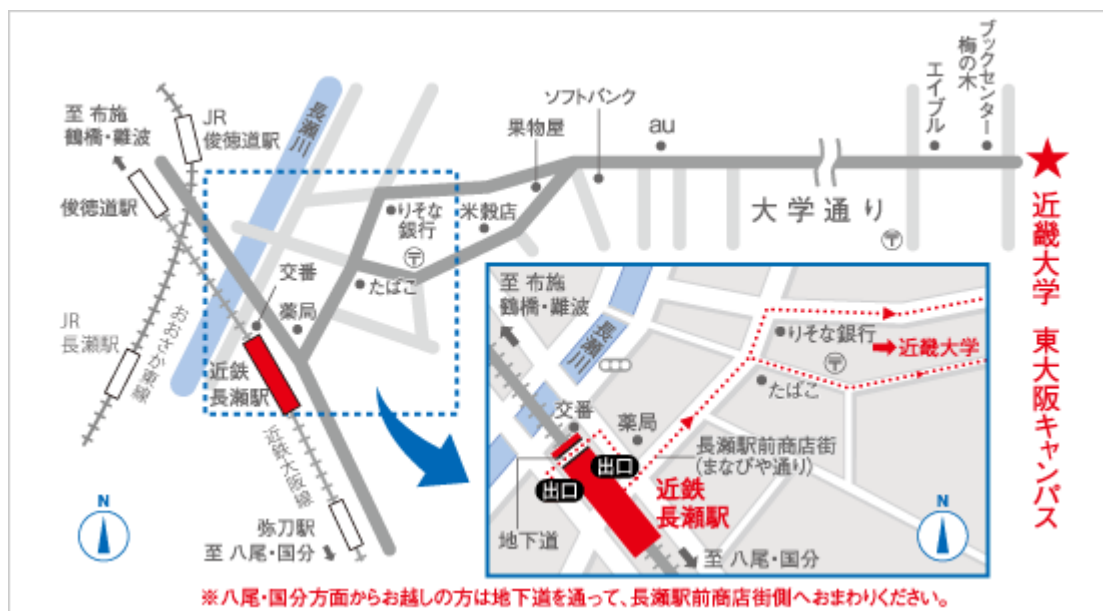 至 布施
鶴橋・難波
JR
俊徳道駅
俊徳道駅
長瀬川
果物屋
ソフトバンク
au
エイブル
ブックセンター
梅の木
りそな
銀行
〒
米穀店
大学通り
〒
交番
たばこ
薬局
JR
長瀬駅
おおさか東線
近鉄
長瀬駅
近鉄大阪線
弥刀駅
至 八尾・国分
N
近畿大学 東大阪キャンパス
至 布施
鶴橋・難波
長瀬川
りそな銀行
〒
近畿大学
たばこ
交番
薬局
長瀬駅前商店街
(まなびや通り)
出口
出口
近鉄
長瀬駅
地下道
至 八尾・国分
N
※八尾・国分方面からお越しの方は地下道を通って、長瀬駅前商店街側へおまわりください。